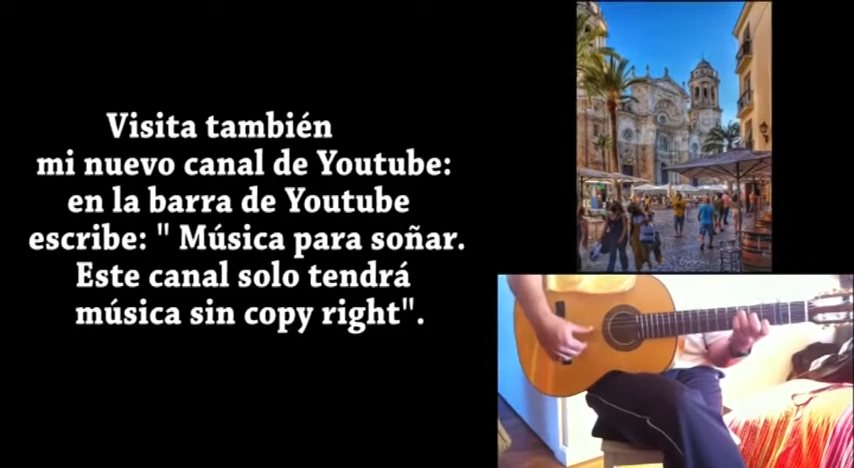 Visita también
mi nuevo canal de Youtube:
en la barra de Youtube
escribe: " Música para soñar.
Este canal solo tendrá
música sin copy right".